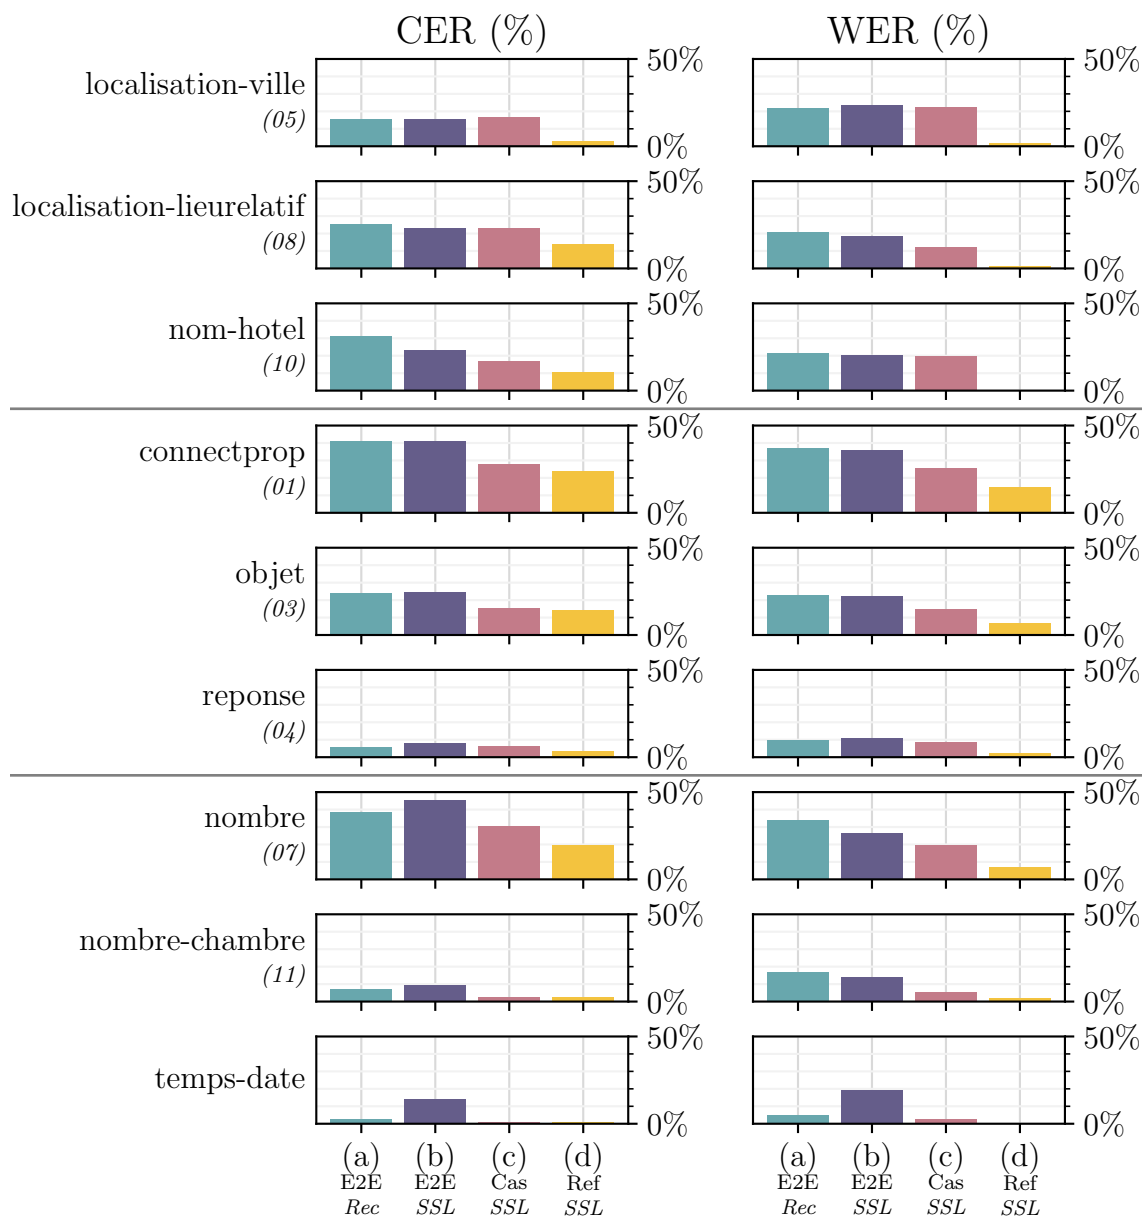 CER (%) WER (%)
localisation-ville
(05)
50% 50%
0% 0%
localisation-lieurelatif
(08)
50% 50%
0% 0%
nom-hotel
(10)
50% 50%
0% 0%
connectprop
(01)
50% 50%
0% 0%
objet
(03)
50% 50%
0% 0%
reponse
(04)
50% 50%
0% 0%
nombre
(07)
50% 50%
0% 0%
nombre-chambre
(11)
50% 50%
0% 0%
temps-date
50% 50%
0% 0%
(a) (b) (c) (d) (a) (b) (c) (d)
E2E E2E Cas Ref E2E E2E Cas Ref
Rec SSL SSL SSL Rec SSL SSL SSL